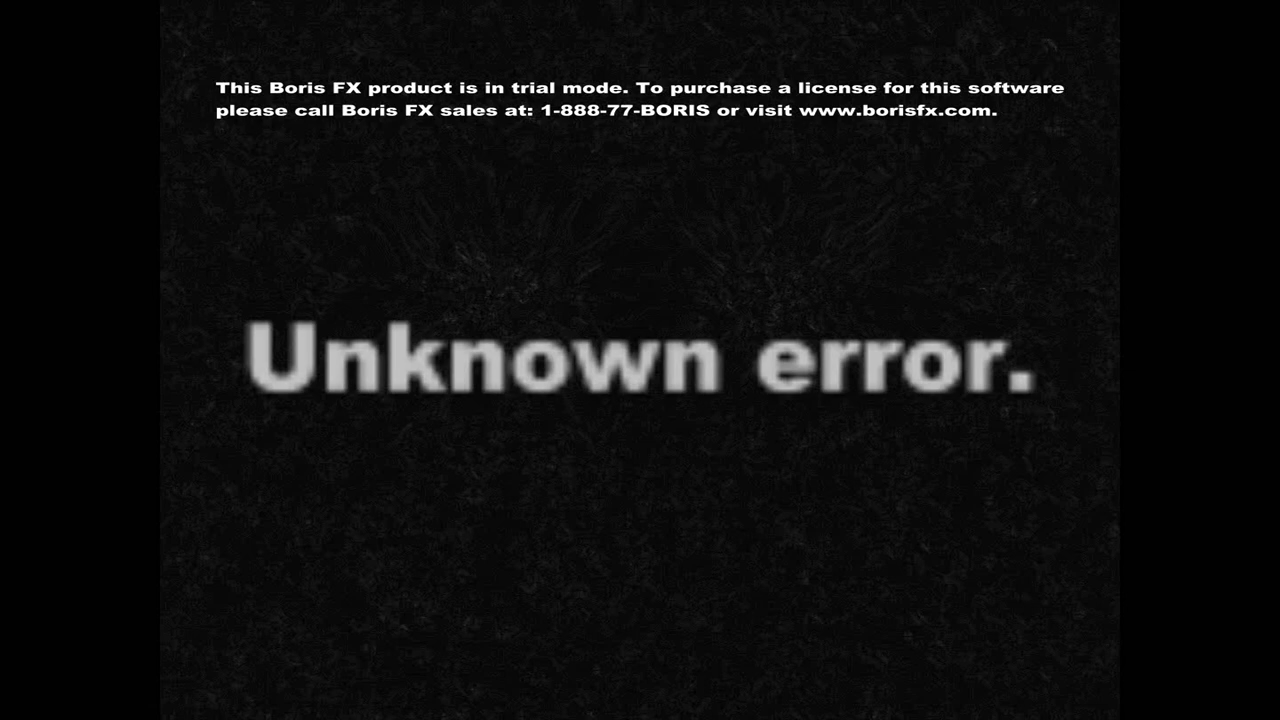 This Boris FX product is in trial mode. To purchase a license for this software
please call Boris FX sales at: 1-888-77-BORIS or visit www.borisfx.com.
Unknown error.